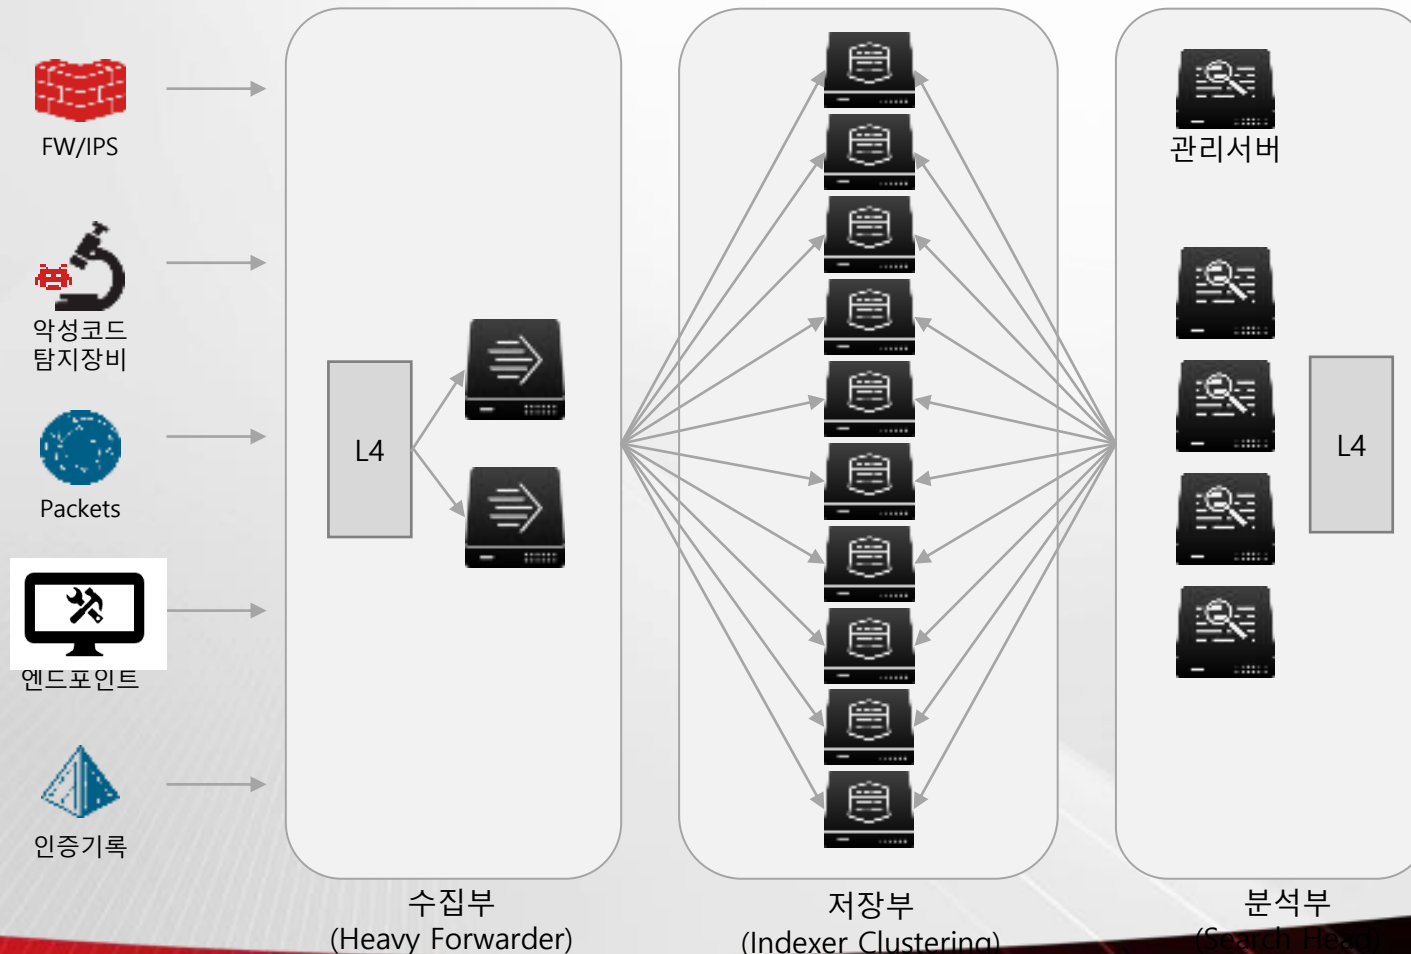 FW/IPS
악성코드
탐지장비
Packets
엔드포인트
인증기록
L4
관리서버
L4
수집부
(Heavy Forwarder)
저장부
(Indexer Clustering)
분석부
(Search Head)